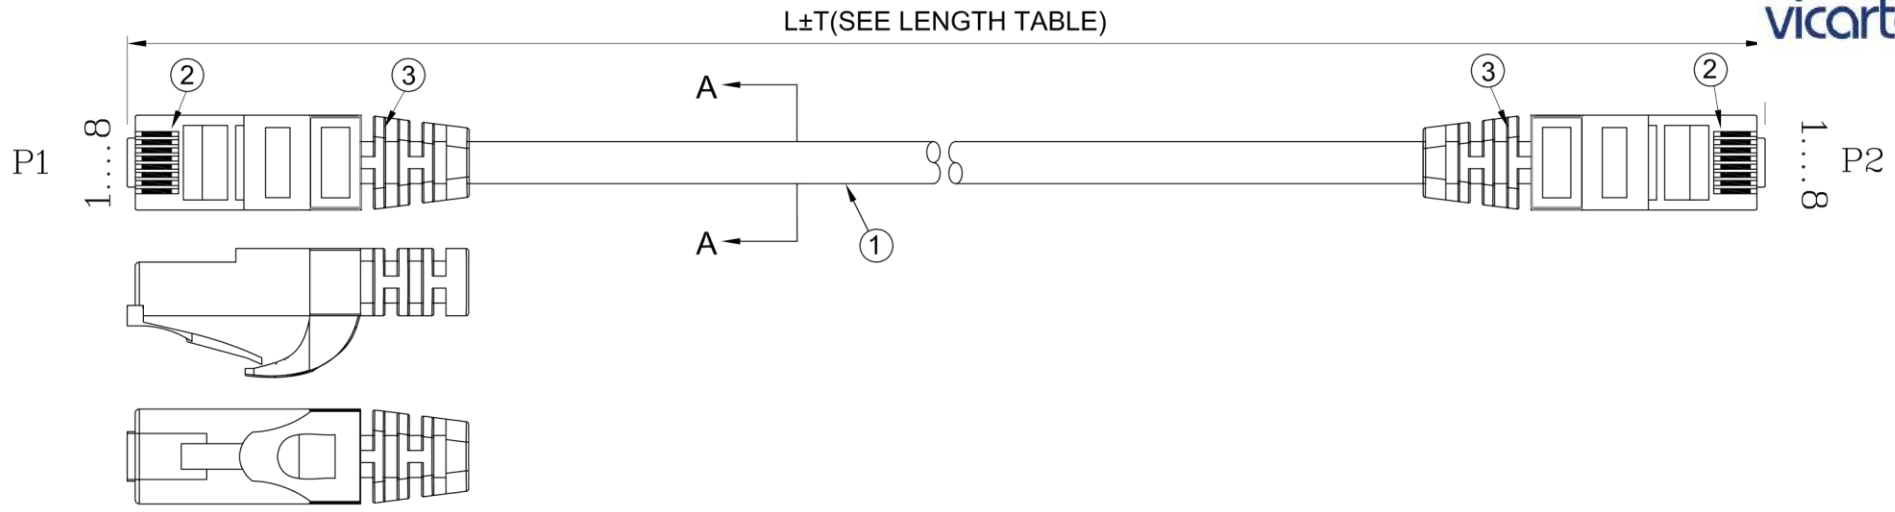 L±T(SEE LENGTH TABLE)
vicart
2
3
A
3
2
P1
1....8
1....8
P2
A
1